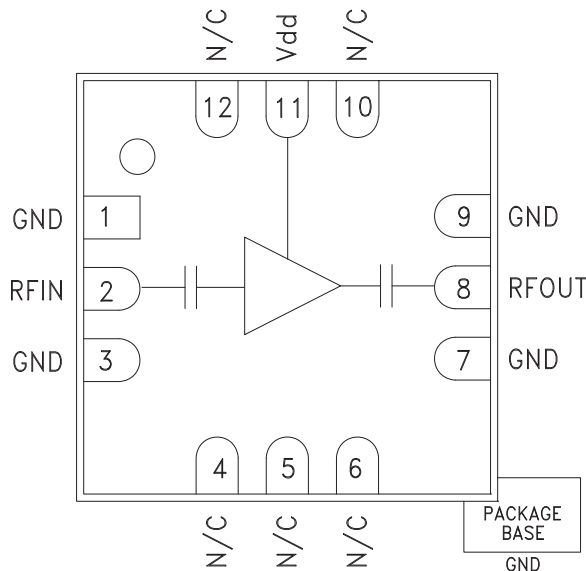 N/C
Vdd
N/C
12
11
10
GND
1
9
GND
RFIN
2
8
RFOUT
GND
3
7
GND
4
5
6
N/C
N/C
N/C
PACKAGE
BASE
GND